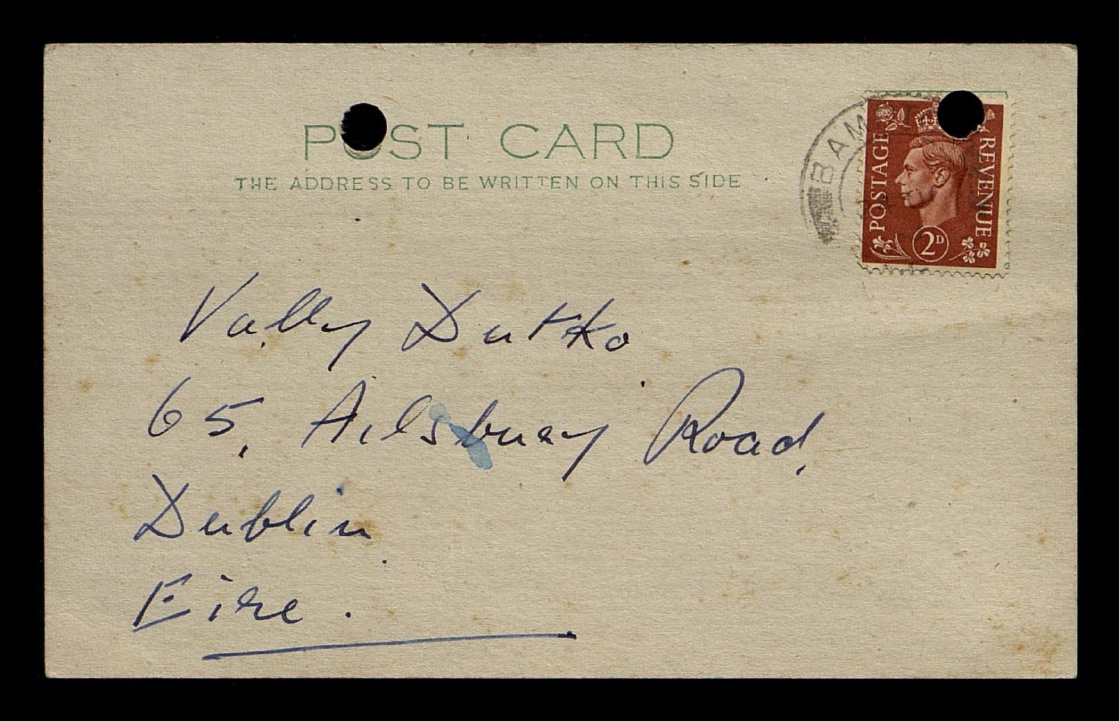 POST CARD
THE ADDRESS TO BE WRITTEN ON THIS SIDE
BAM
POSTAGE
REVENUE
2D
Vally Dutko
65, Ailsbury Road,
Dublin
Eire.